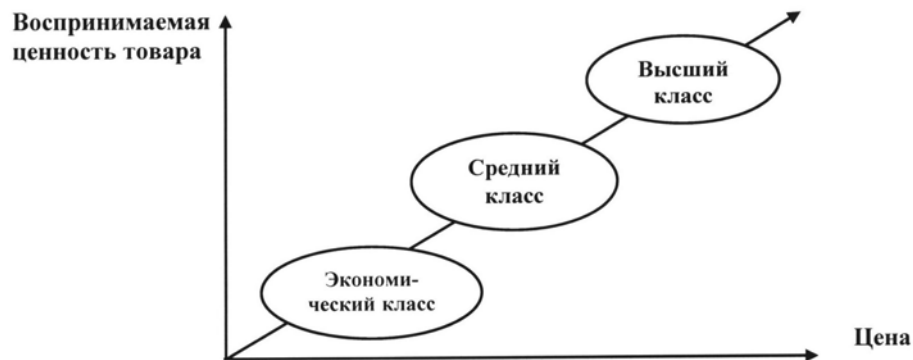 Воспринимаемая
ценность товара
Высший
класс
Средний
класс
Экономи-
ческий класс
Цена